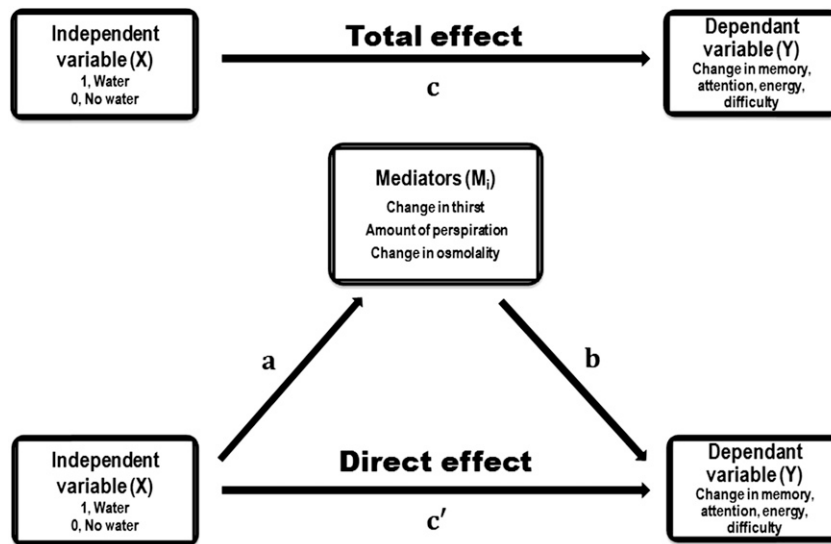 Independent
variable (X)
1, Water
0, No water
Total effect
c
Dependant
variable (Y)
Change in memory,
attention, energy,
difficulty
Mediators (Mᵢ)
Change in thirst
Amount of perspiration
Change in osmolality
a
b
Independent
variable (X)
1, Water
0, No water
Direct effect
c′
Dependant
variable (Y)
Change in memory,
attention, energy,
difficulty